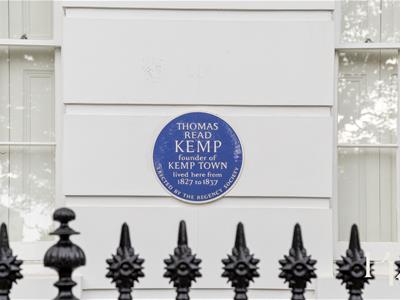 THOMAS
READ
KEMP
founder of
KEMP TOWN
lived here from
1827 to 1837
ERECTED BY THE REGENCY SOCIETY